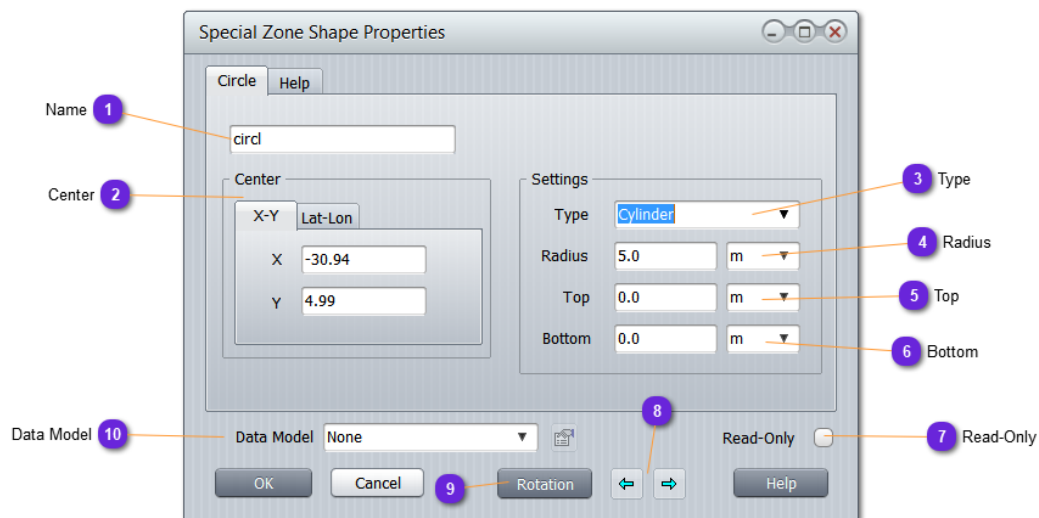 Special Zone Shape Properties
Circle Help
Name 1
circl
Center 2
Center
X-Y Lat-Lon
X -30.94
Y 4.99
Settings
Type Cylinder
3 Type
Radius 5.0 m
4 Radius
Top 0.0 m
5 Top
Bottom 0.0 m
6 Bottom
8
Data Model 10
Data Model None
Read-Only
7 Read-Only
OK Cancel 9 Rotation Help